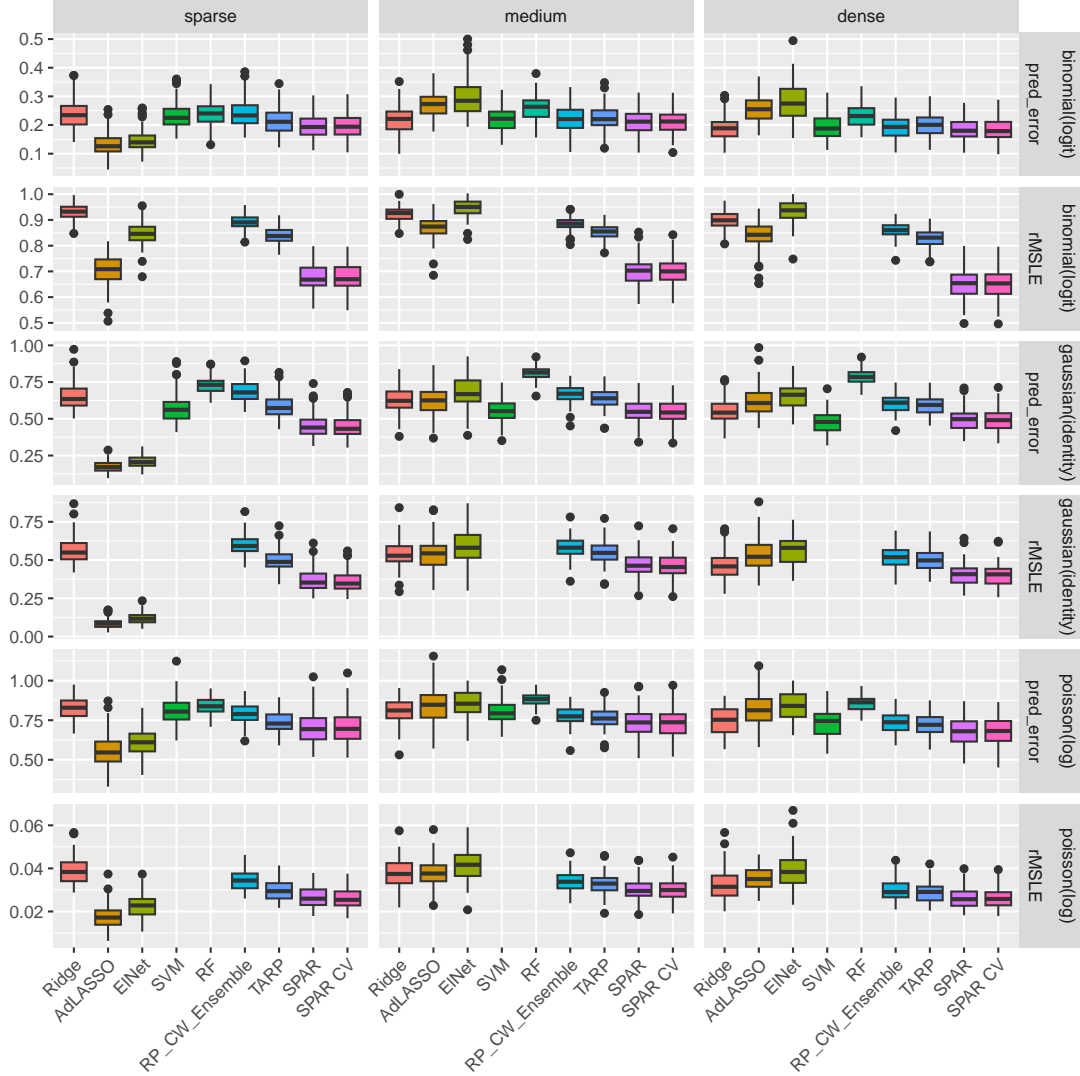 sparse
medium
dense
0.5
0.4
0.3
0.2
0.1
binomial(logit)
pred_error
1.0
0.9
0.8
0.7
0.6
0.5
binomial(logit)
rMSLE
1.00
0.75
0.50
0.25
gaussian(identity)
pred_error
0.75
0.50
0.25
0.00
gaussian(identity)
rMSLE
1.00
0.75
0.50
poisson(log)
pred_error
0.06
0.04
0.02
poisson(log)
rMSLE
Ridge
AdLASSO
ElNet
SVM
RF
RP_CW_Ensemble
TARP
SPAR
SPAR CV
Ridge
AdLASSO
ElNet
SVM
RF
RP_CW_Ensemble
TARP
SPAR
SPAR CV
Ridge
AdLASSO
ElNet
SVM
RF
RP_CW_Ensemble
TARP
SPAR
SPAR CV